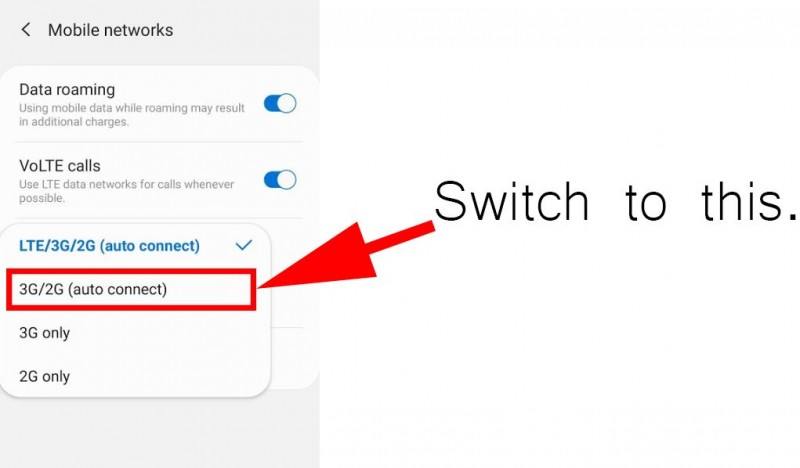 Mobile networks
Data roaming
Using mobile data while roaming may result
in additional charges.
VoLTE calls
Use LTE data networks for calls whenever
possible.
Switch to this.
LTE/3G/2G (auto connect)
3G/2G (auto connect)
3G only
2G only